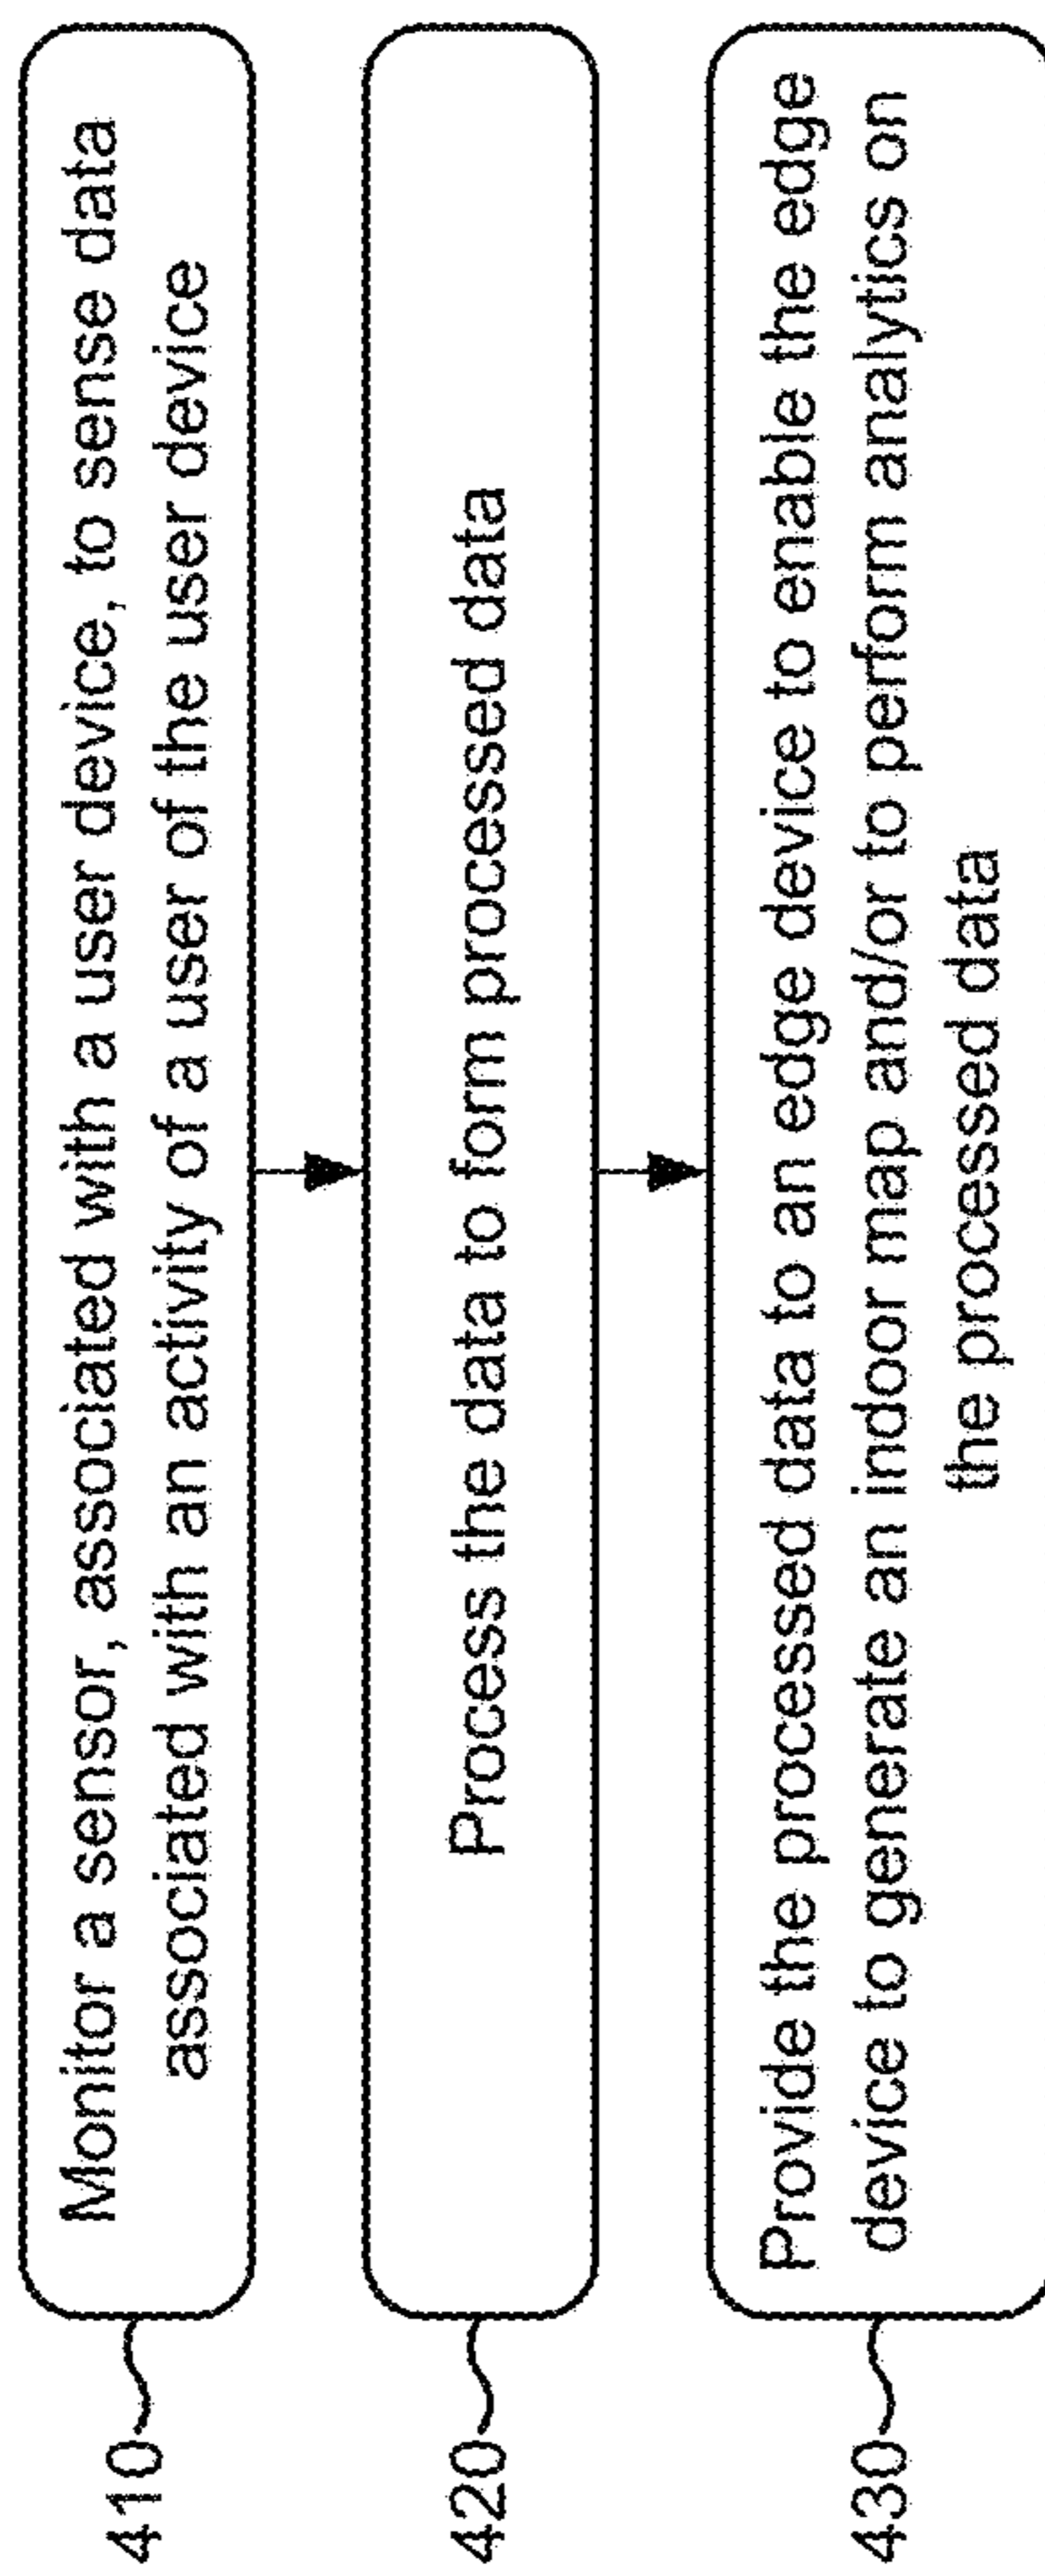 410
Monitor a sensor, associated with a user device, to sense data
associated with an activity of a user of the user device
420
Process the data to form processed data
430
Provide the processed data to an edge device to enable the edge
device to generate an indoor map and/or to perform analytics on
the processed data